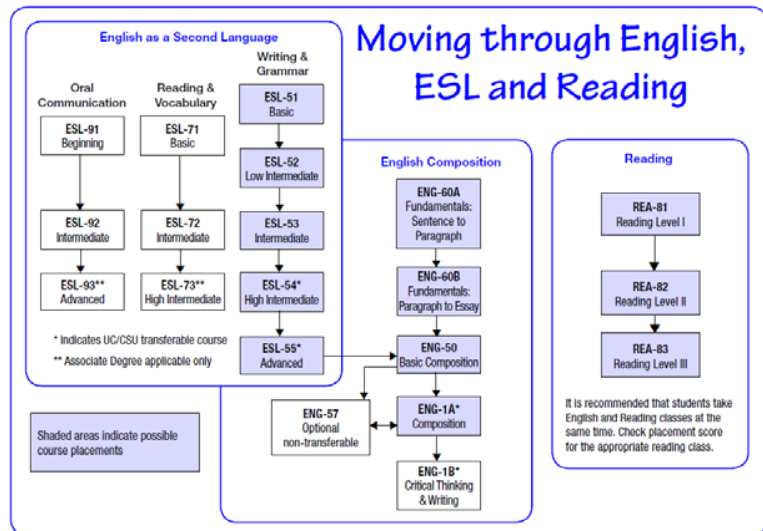 Moving through English,
ESL and Reading
English as a Second Language
Oral
Communication
ESL-91
Beginning
ESL-92
Intermediate
ESL-93**
Advanced
Reading &
Vocabulary
ESL-71
Basic
ESL-72
Intermediate
ESL-73**
High Intermediate
Writing &
Grammar
ESL-51
Basic
ESL-52
Low Intermediate
ESL-53
Intermediate
ESL-54*
High Intermediate
ESL-55*
Advanced
* Indicates UC/CSU transferable course
** Associate Degree applicable only
Shaded areas indicate possible
course placements
English Composition
ENG-60A
Fundamentals:
Sentence to
Paragraph
ENG-60B
Fundamentals:
Paragraph to Essay
ENG-50
Basic Composition
ENG-57
Optional
non-transferable
ENG-1A*
Composition
ENG-1B*
Critical Thinking
& Writing
Reading
REA-81
Reading Level I
REA-82
Reading Level II
REA-83
Reading Level III
It is recommended that students take
English and Reading classes at the
same time. Check placement score
for the appropriate reading class.